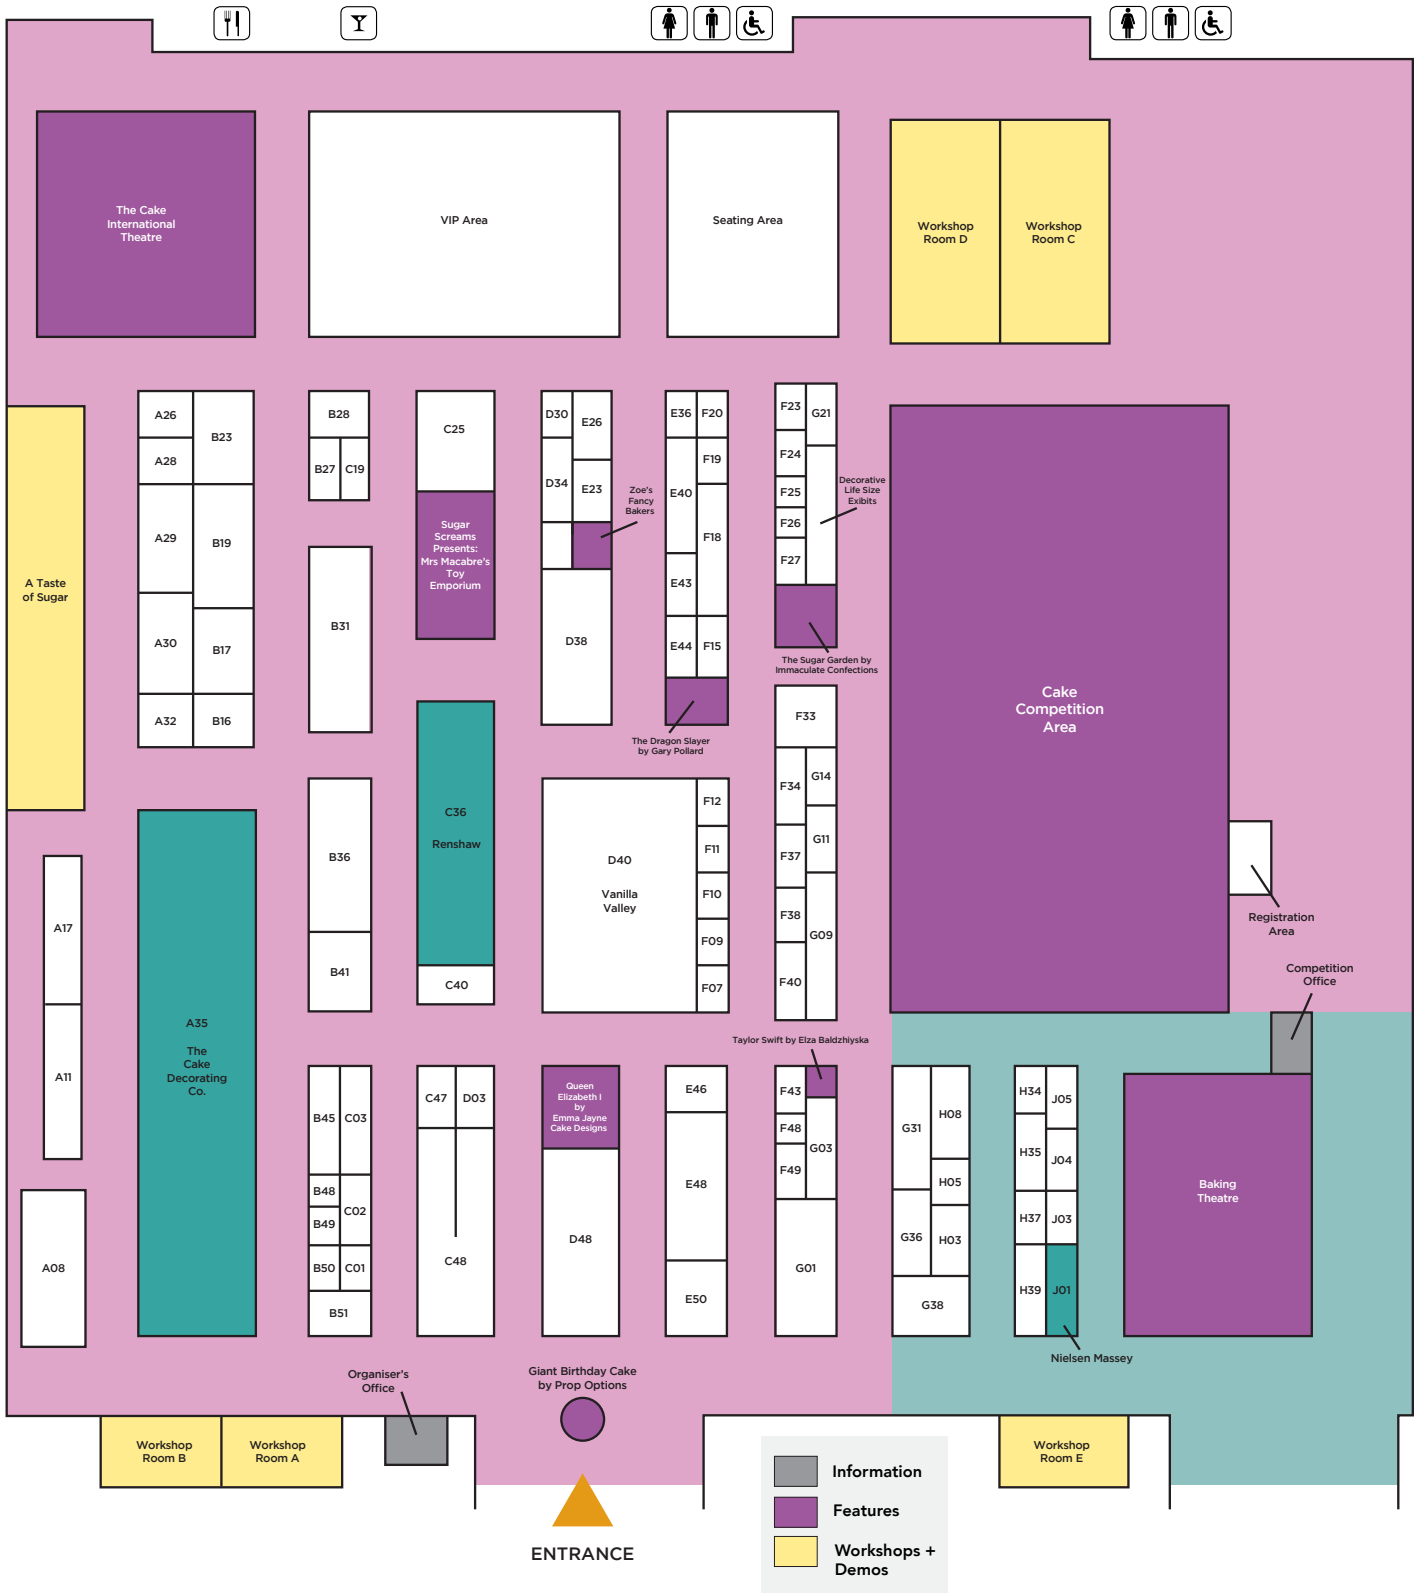 The Cake
International
Theatre
VIP Area
Seating Area
Workshop
Room D
Workshop
Room C
A Taste
of Sugar
A26
A28
A29
A30
A32
B23
B19
B17
B16
B28
B27
C19
B31
C25
Sugar
Screams
Presents:
Mrs Macabre's
Toy
Emporium
D30
D34
E26
E23
Zoe's
Fancy
Bakers
D38
E36
E40
E43
E44
F20
F19
F18
F15
The Dragon Slayer
by Gary Pollard
F23
F24
F25
F26
F27
G21
Decorative
Life Size
Exibits
The Sugar Garden by
Immaculate Confections
Cake
Competition
Area
F33
F34
F37
F38
F40
G14
G11
G09
A17
A11
A08
A35
The
Cake
Decorating
Co.
B36
B41
C36
Renshaw
C40
D40
Vanilla
Valley
F12
F11
F10
F09
F07
Registration
Area
Competition
Office
Taylor Swift by Elza Baldzhiyska
B45
C03
B48
B49
C02
B50
C01
B51
C47
D03
C48
Queen
Elizabeth I
by
Emma Jayne
Cake Designs
D48
E46
E48
E50
F43
F48
F49
G03
G01
G31
G36
G38
H08
H05
H03
H34
H35
H37
H39
J05
J04
J03
J01
Nielsen Massey
Baking
Theatre
Organiser's
Office
Giant Birthday Cake
by Prop Options
Workshop
Room B
Workshop
Room A
Workshop
Room E
ENTRANCE
Information
Features
Workshops +
Demos